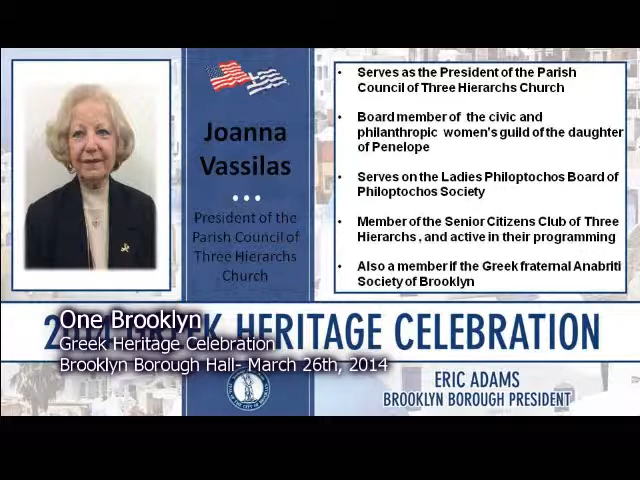 Joanna
Vassilas
President of the
Parish Council of
Three Hierarchs
Church
• Serves as the President of the Parish
Council of Three Hierarchs Church
• Board member of the civic and
philanthropic women's guild of the daughter
of Penelope
• Serves on the Ladies Philoptochos Board of
Philoptochos Society
• Member of the Senior Citizens Club of Three
Hierarchs , and active in their programming
• Also a member if the Greek fraternal Anabriti
Society of Brooklyn
HERITAGE CELEBRATION
One Brooklyn
Greek Heritage Celebration
Brooklyn Borough Hall- March 26th, 2014
ERIC ADAMS
BROOKLYN BOROUGH PRESIDENT